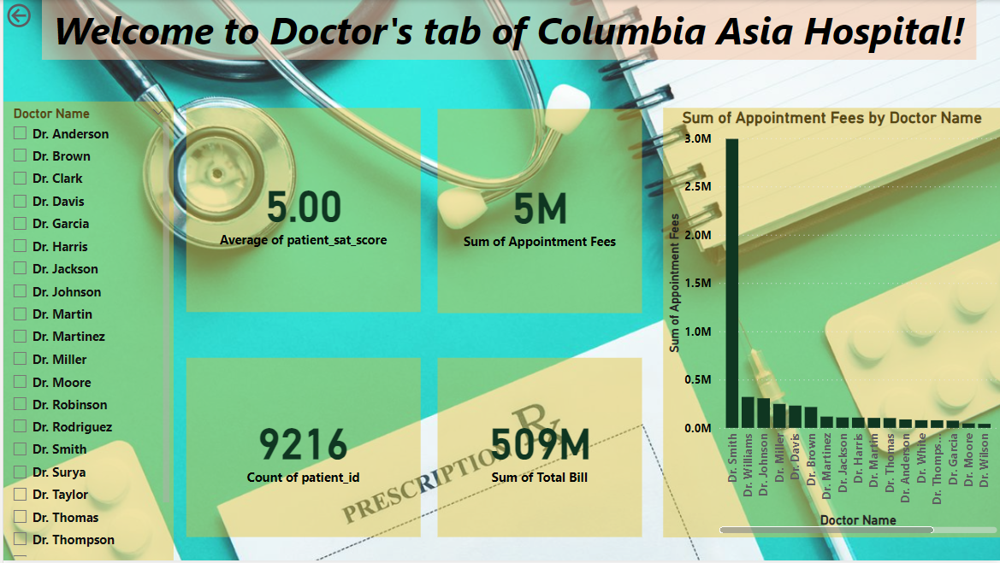 Welcome to Doctor's tab of Columbia Asia Hospital!
Doctor Name
Dr. Anderson
Dr. Brown
Dr. Clark
Dr. Davis
Dr. Garcia
Dr. Harris
Dr. Jackson
Dr. Johnson
Dr. Martin
Dr. Martinez
Dr. Miller
Dr. Moore
Dr. Robinson
Dr. Rodriguez
Dr. Smith
Dr. Surya
Dr. Taylor
Dr. Thomas
Dr. Thompson
5.00
Average of patient_sat_score
5M
Sum of Appointment Fees
9216
Count of patient_id
509M
Sum of Total Bill
PRESCRIPTION
Rx
Sum of Appointment Fees by Doctor Name
Sum of Appointment Fees
3.0M
2.5M
2.0M
1.5M
1.0M
0.5M
0.0M
Dr. Smith
Dr. Williams
Dr. Johnson
Dr. Miller
Dr. Davis
Dr. Brown
Dr. Martinez
Dr. Jackson
Dr. Harris
Dr. Martin
Dr. Thomas
Dr. Anderson
Dr. White
Dr. Thomps...
Dr. Garcia
Dr. Moore
Dr. Wilson
Doctor Name